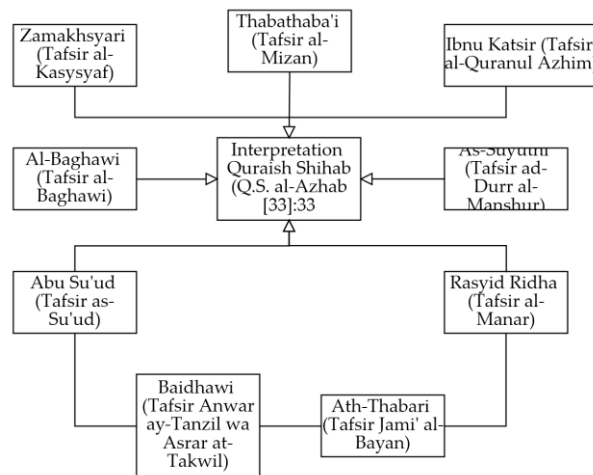 Zamakhsyari
(Tafsir al-
Kasysyaf)
Thabathaba'i
(Tafsir al-
Mizan)
Ibnu Katsir (Tafsir
al-Quranul Azhim)
Al-Baghawi
(Tafsir al-
Baghawi)
Interpretation
Quraish Shihab
(Q.S. al-Azhab
[33]:33
As-Suyuthi
(Tafsir ad-
Durr al-
Manshur)
Abu Su'ud
(Tafsir as-
Su'ud)
Rasyid Ridha
(Tafsir al-
Manar)
Baidhawi
(Tafsir Anwar
ay-Tanzil wa
Asrar at-
Takwil)
Ath-Thabari
(Tafsir Jami' al-
Bayan)